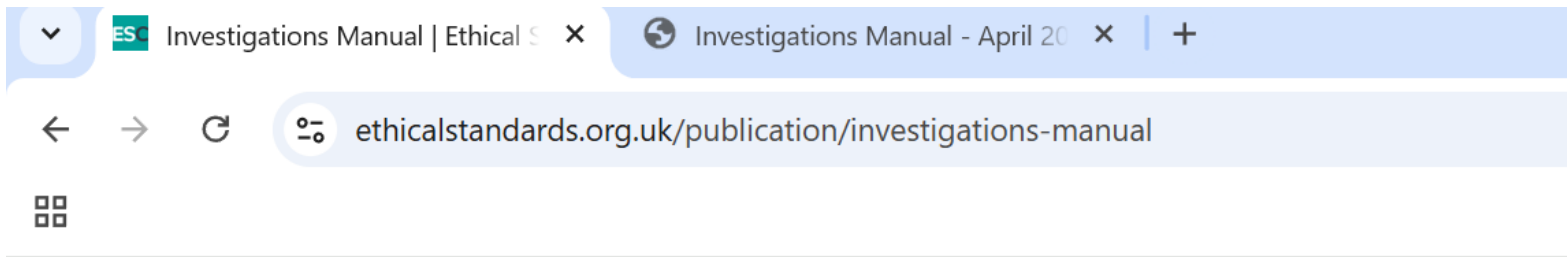 ESC Investigations Manual | Ethical S Investigations Manual - April 20
ethicalstandards.org.uk/publication/investigations-manual